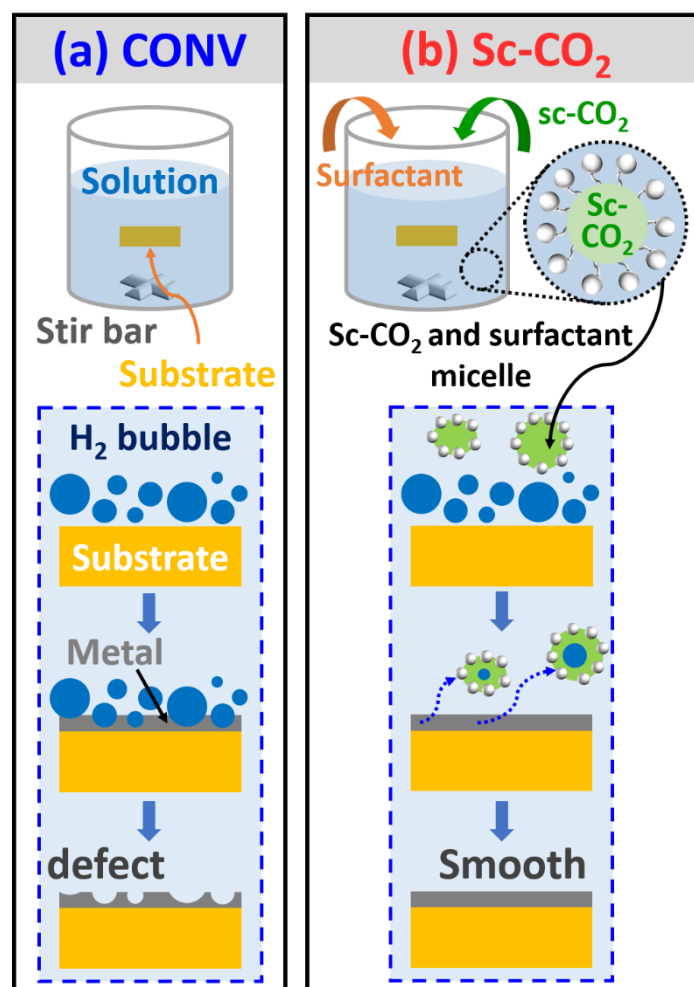 (a) CONV
Solution
Stir bar
Substrate
H₂ bubble
Substrate
Metal
defect
(b) Sc-CO₂
sc-CO₂
Surfactant
Sc-
CO₂
Sc-CO₂ and surfactant
micelle
Smooth